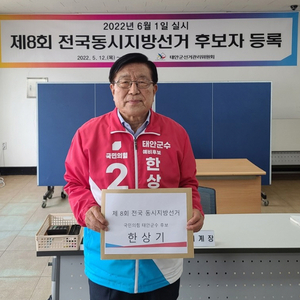 2022년 6월 1일 실시
제8회 전국동시지방선거 후보자 등록
2022. 5. 12.(목)
태안군선거관리위원회
국민의힘
2
태안군수
예비후보
한상
제 8회 전국 동시지방선거
국민의힘 태안군수 후보
한 상 기
계장